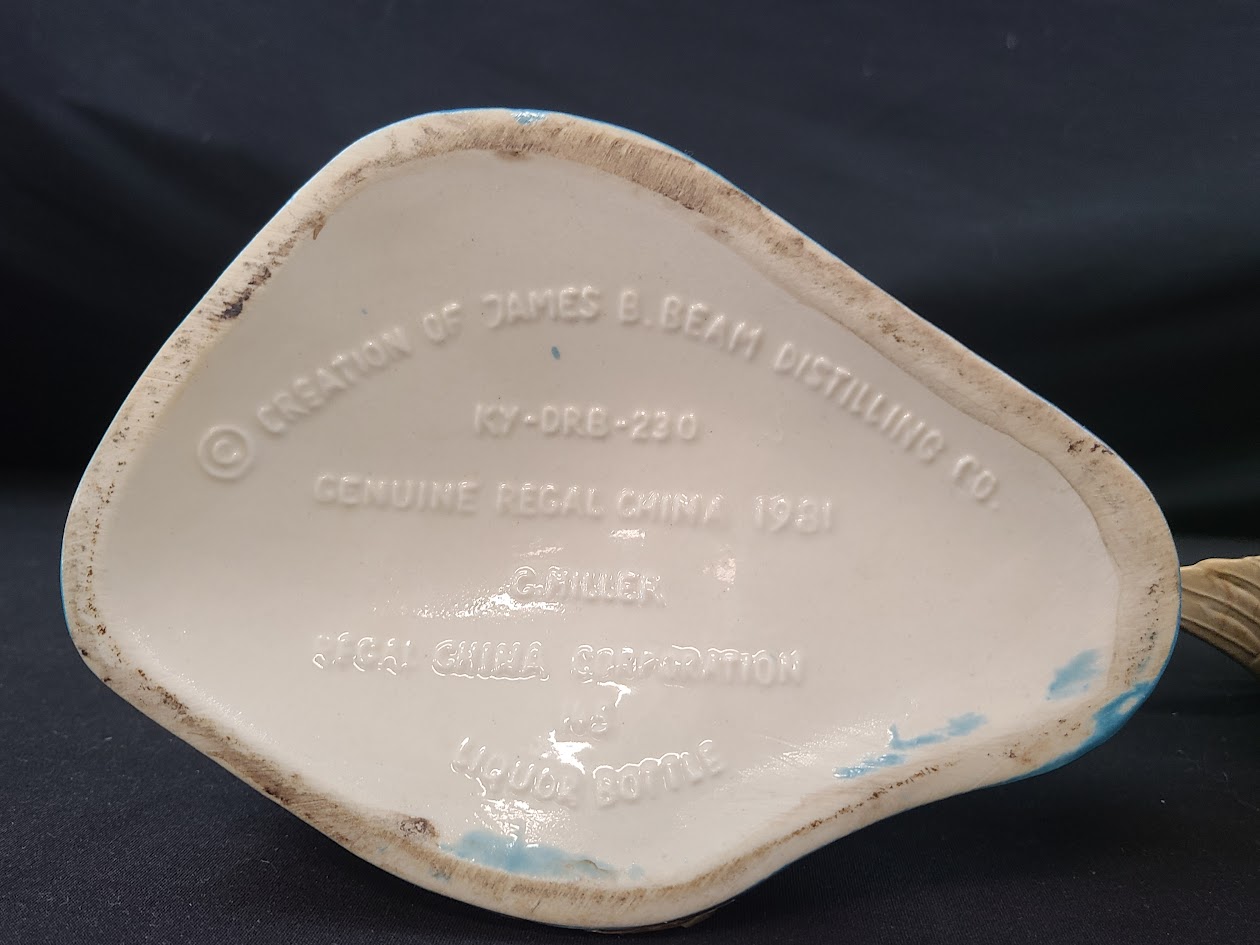 © CREATION OF JAMES B. BEAM DISTILLING CO.
KY-DRB-230
GENUINE REGAL CHINA 1981
C. MILLER
REGAL CHINA CORPORATION
LIQUOR BOTTLE